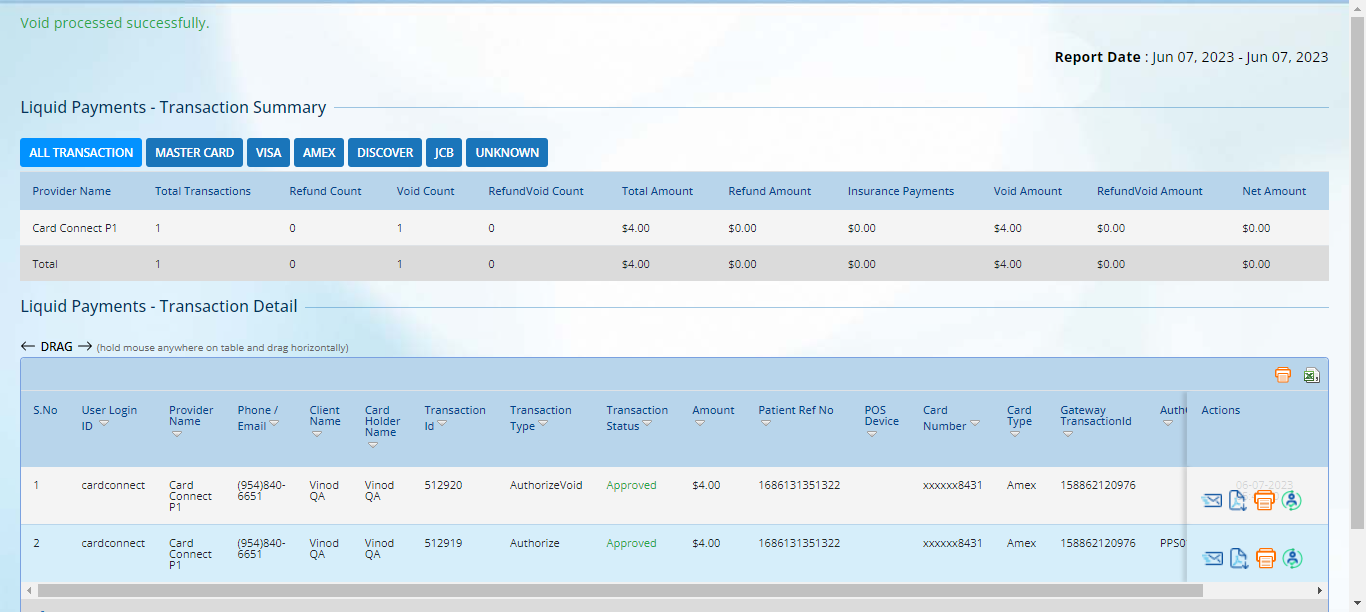 Void processed successfully.
Report Date : Jun 07, 2023 - Jun 07, 2023
Liquid Payments - Transaction Summary
ALL TRANSACTION MASTER CARD VISA AMEX DISCOVER JCB UNKNOWN
Provider Name Total Transactions Refund Count Void Count RefundVoid Count Total Amount Refund Amount Insurance Payments Void Amount RefundVoid Amount Net Amount
Card Connect P1 1 0 1 0 $4.00 $0.00 $0.00 $4.00 $0.00 $0.00
Total 1 0 1 0 $4.00 $0.00 $0.00 $4.00 $0.00 $0.00
Liquid Payments - Transaction Detail
← DRAG → (hold mouse anywhere on table and drag horizontally)
S.No User Login Provider Phone / Client Card Transaction Transaction Transaction Amount Patient Ref No POS Card Card Gateway Auth Actions
ID Name Email Name Holder Id Type Status Device Number Type TransactionId
Name
1 cardconnect Card (954)840- Vinod Vinod 512920 AuthorizeVoid Approved $4.00 1686131351322 xxxxxx8431 Amex 158862120976 06-07-2023
Connect 6651 QA QA
P1
2 cardconnect Card (954)840- Vinod Vinod 512919 Authorize Approved $4.00 1686131351322 xxxxxx8431 Amex 158862120976 PPS0
Connect 6651 QA QA
P1